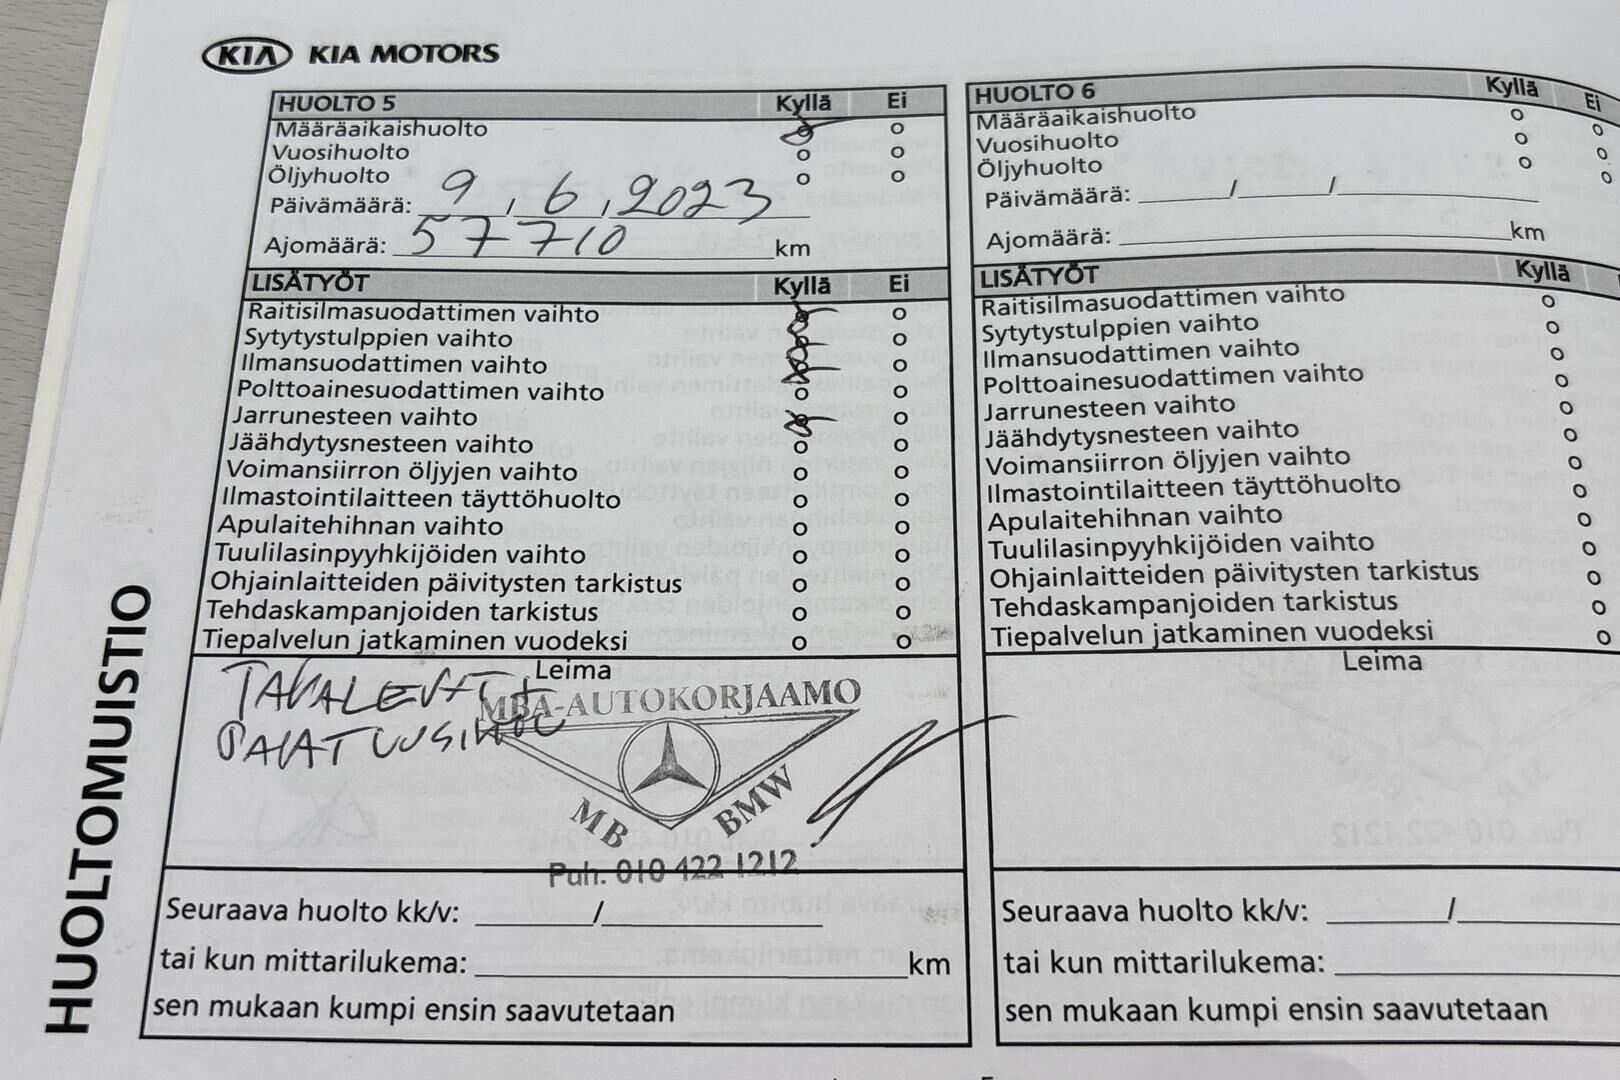 KIA KIA MOTORS
HUOLTO 5 Kyllä Ei
Määräaikaishuolto
Vuosihuolto
Öljyhuolto
Päivämäärä: 9 , 6 , 2023
Ajomäärä: 57710 km
LISÄTYÖT Kyllä Ei
Raitisilmasuodattimen vaihto
Sytytystulppien vaihto
Ilmansuodattimen vaihto
Polttoainesuodattimen vaihto
Jarrunesteen vaihto
Jäähdytysnesteen vaihto
Voimansiirron öljyjen vaihto
Ilmastointilaitteen täyttöhuolto
Apulaitehihnan vaihto
Tuulilasinpyyhkijöiden vaihto
Ohjainlaitteiden päivitysten tarkistus
Tehdaskampanjoiden tarkistus
Tiepalvelun jatkaminen vuodeksi
Leima
MBA-AUTOKORJAAMO
MB BMW
Puh. 010 422 1212
Seuraava huolto kk/v: /
tai kun mittarilukema: km
sen mukaan kumpi ensin saavutetaan
HUOLTO 6 Kyllä Ei
Määräaikaishuolto
Vuosihuolto
Öljyhuolto
Päivämäärä: / /
Ajomäärä: km
LISÄTYÖT Kyllä
Raitisilmasuodattimen vaihto
Sytytystulppien vaihto
Ilmansuodattimen vaihto
Polttoainesuodattimen vaihto
Jarrunesteen vaihto
Jäähdytysnesteen vaihto
Voimansiirron öljyjen vaihto
Ilmastointilaitteen täyttöhuolto
Apulaitehihnan vaihto
Tuulilasinpyyhkijöiden vaihto
Ohjainlaitteiden päivitysten tarkistus
Tehdaskampanjoiden tarkistus
Tiepalvelun jatkaminen vuodeksi
Leima
Seuraava huolto kk/v: /
tai kun mittarilukema:
sen mukaan kumpi ensin saavutetaan
HUOLTOMUISTIO